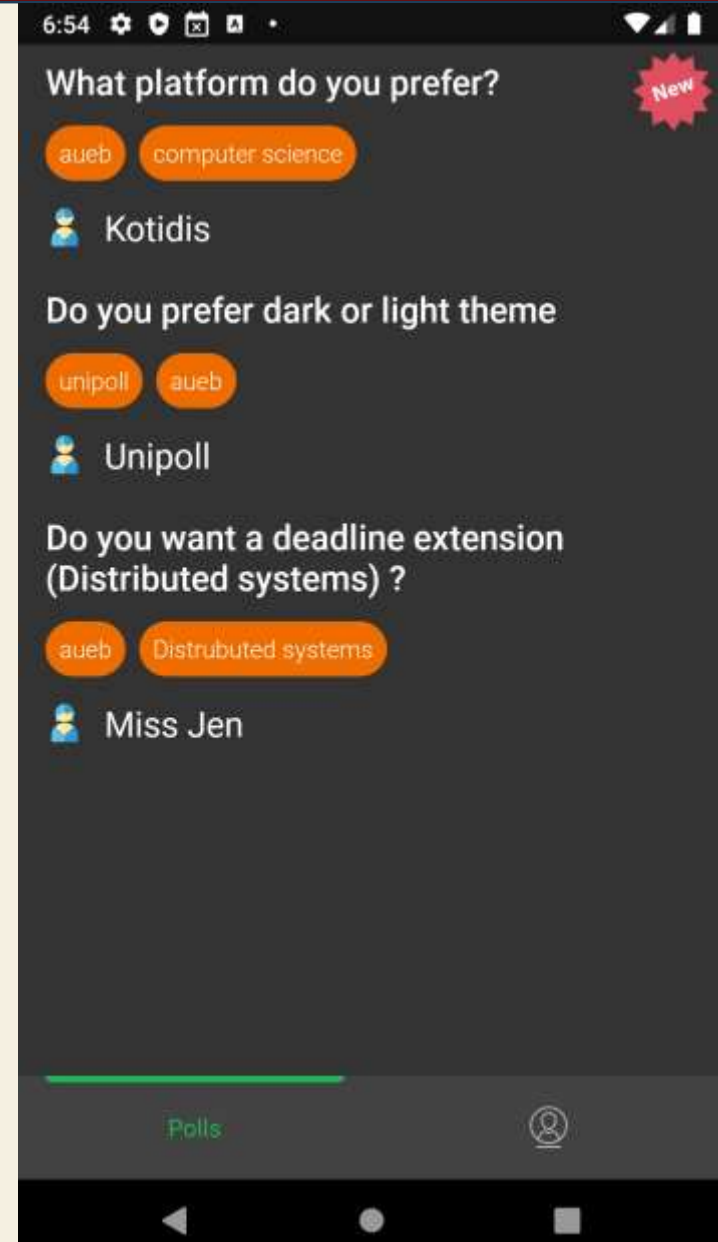 6:54
What platform do you prefer?
New
aueb computer science
Kotidis
Do you prefer dark or light theme
unipoll aueb
Unipoll
Do you want a deadline extension
(Distributed systems) ?
aueb Distrubuted systems
Miss Jen
Polls